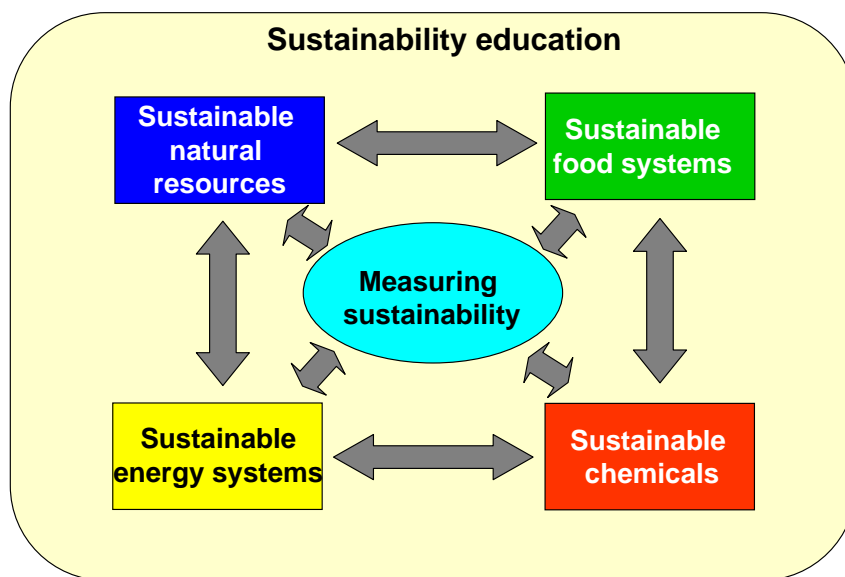 Sustainability education
Sustainable
natural
resources
Sustainable
food systems
Measuring
sustainability
Sustainable
energy systems
Sustainable
chemicals